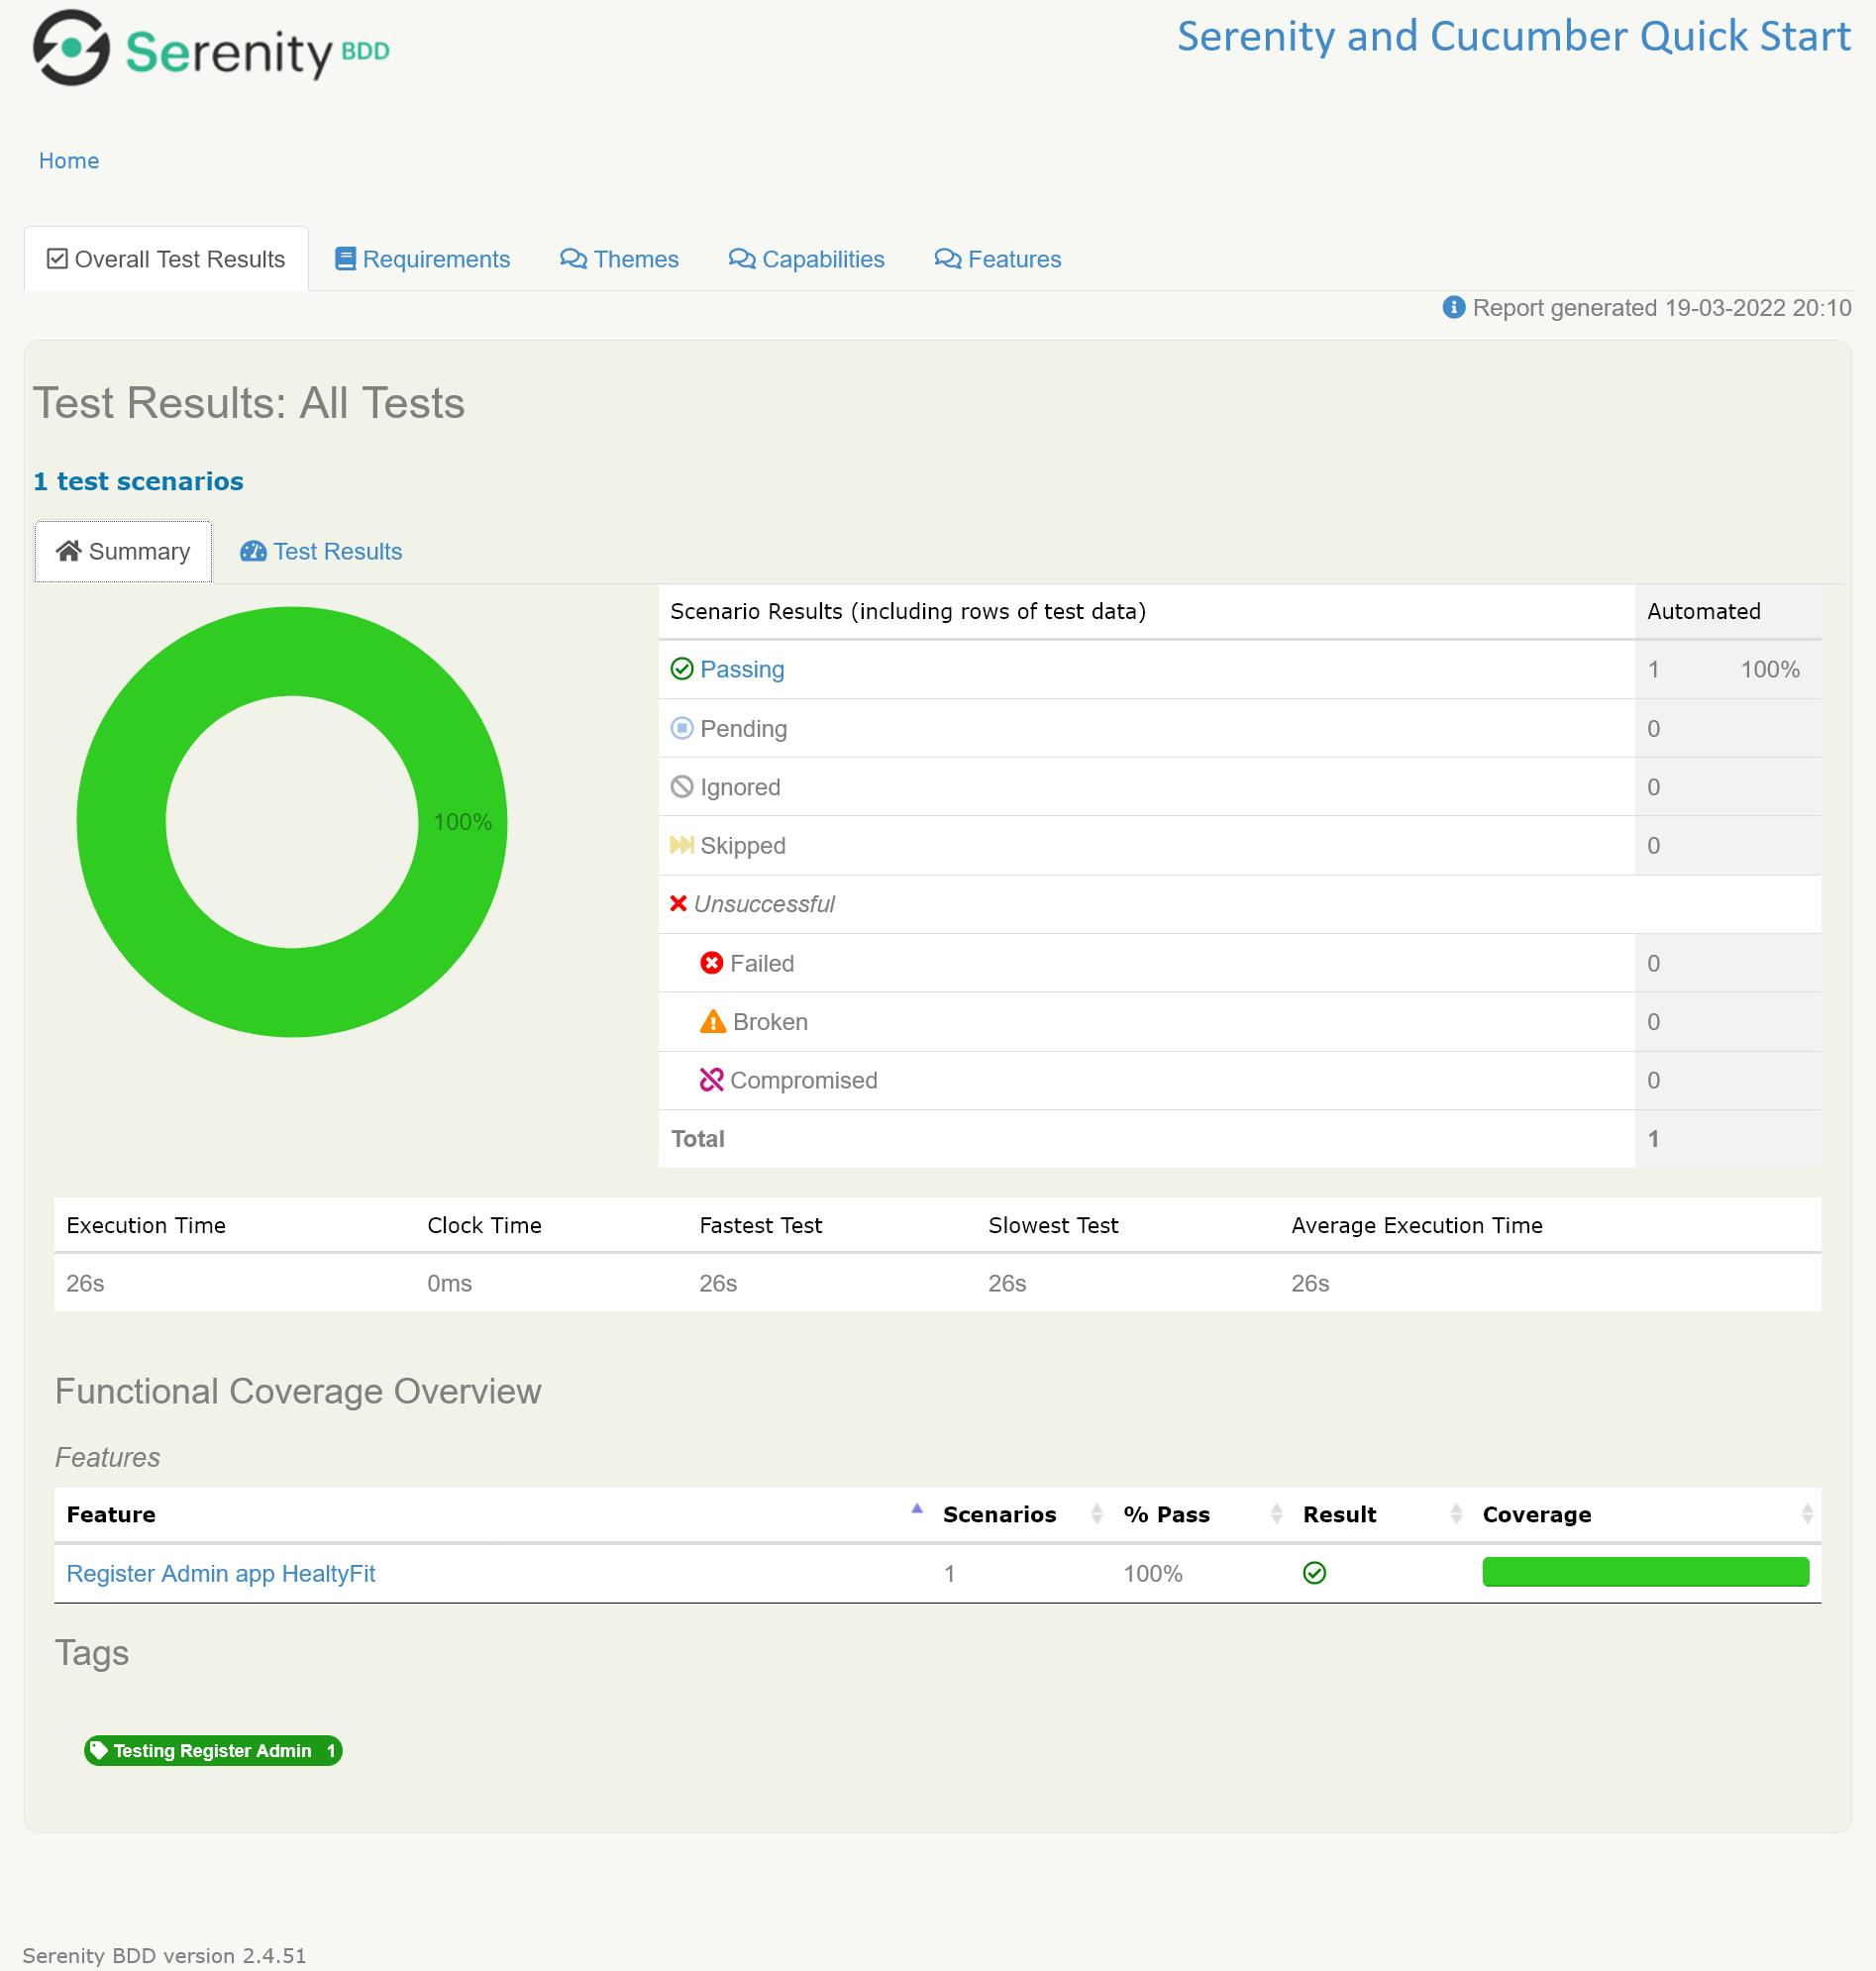 Serenity BDD
Serenity and Cucumber Quick Start
Home
Overall Test Results Requirements Themes Capabilities Features
Report generated 19-03-2022 20:10
Test Results: All Tests
1 test scenarios
Summary Test Results
100%
Scenario Results (including rows of test data) Automated
Passing 1 100%
Pending 0
Ignored 0
Skipped 0
Unsuccessful
Failed 0
Broken 0
Compromised 0
Total 1
Execution Time Clock Time Fastest Test Slowest Test Average Execution Time
26s 0ms 26s 26s 26s
Functional Coverage Overview
Features
Feature Scenarios % Pass Result Coverage
Register Admin app HealtyFit 1 100%
Tags
Testing Register Admin 1
Serenity BDD version 2.4.51